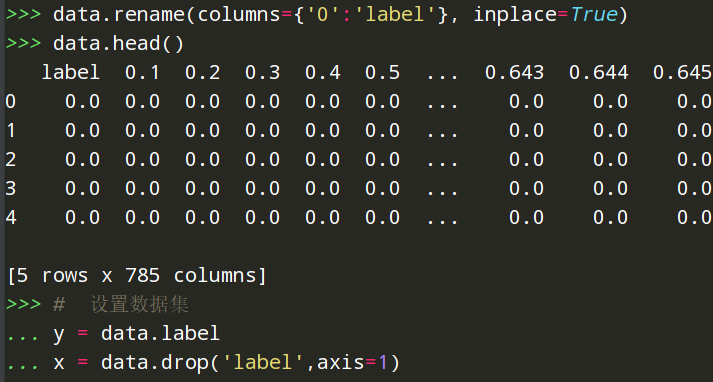 >>> data.rename(columns={'0':'label'}, inplace=True)
>>> data.head()
label 0.1 0.2 0.3 0.4 0.5 ... 0.643 0.644 0.645
0 0.0 0.0 0.0 0.0 0.0 0.0 ... 0.0 0.0 0.0
1 0.0 0.0 0.0 0.0 0.0 0.0 ... 0.0 0.0 0.0
2 0.0 0.0 0.0 0.0 0.0 0.0 ... 0.0 0.0 0.0
3 0.0 0.0 0.0 0.0 0.0 0.0 ... 0.0 0.0 0.0
4 0.0 0.0 0.0 0.0 0.0 0.0 ... 0.0 0.0 0.0
[5 rows x 785 columns]
>>> # 设置数据集
... y = data.label
... x = data.drop('label',axis=1)